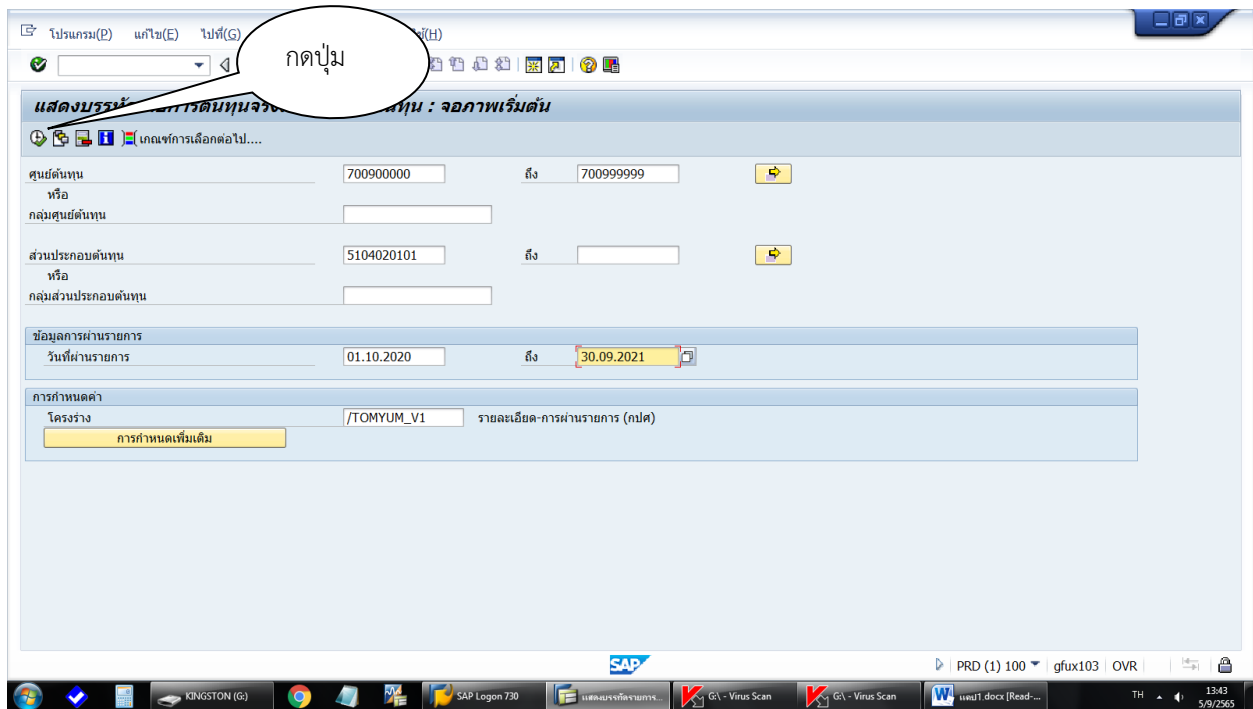 โปรแกรม(P) แก้ไข(E) ไปที่(G)
กดปุ่ม
เกณฑ์การเลือกต่อไป....
ศูนย์ต้นทุน 700900000 ถึง 700999999
หรือ
กลุ่มศูนย์ต้นทุน
ส่วนประกอบต้นทุน 5104020101 ถึง
หรือ
กลุ่มส่วนประกอบต้นทุน
ข้อมูลการผ่านรายการ
วันที่ผ่านรายการ 01.10.2020 ถึง 30.09.2021
การกำหนดค่า
โครงร่าง /TOMYUM_V1 รายละเอียด-การผ่านรายการ (กปศ)
การกำหนดเพิ่มเติม
SAP PRD (1) 100 gfux103 OVR
KINGSTON (G:) SAP Logon 730 แสดงบรรทัดรายการ... G:\ - Virus Scan G:\ - Virus Scan แคป1.docx [Read-... TH 13:43
5/9/2565